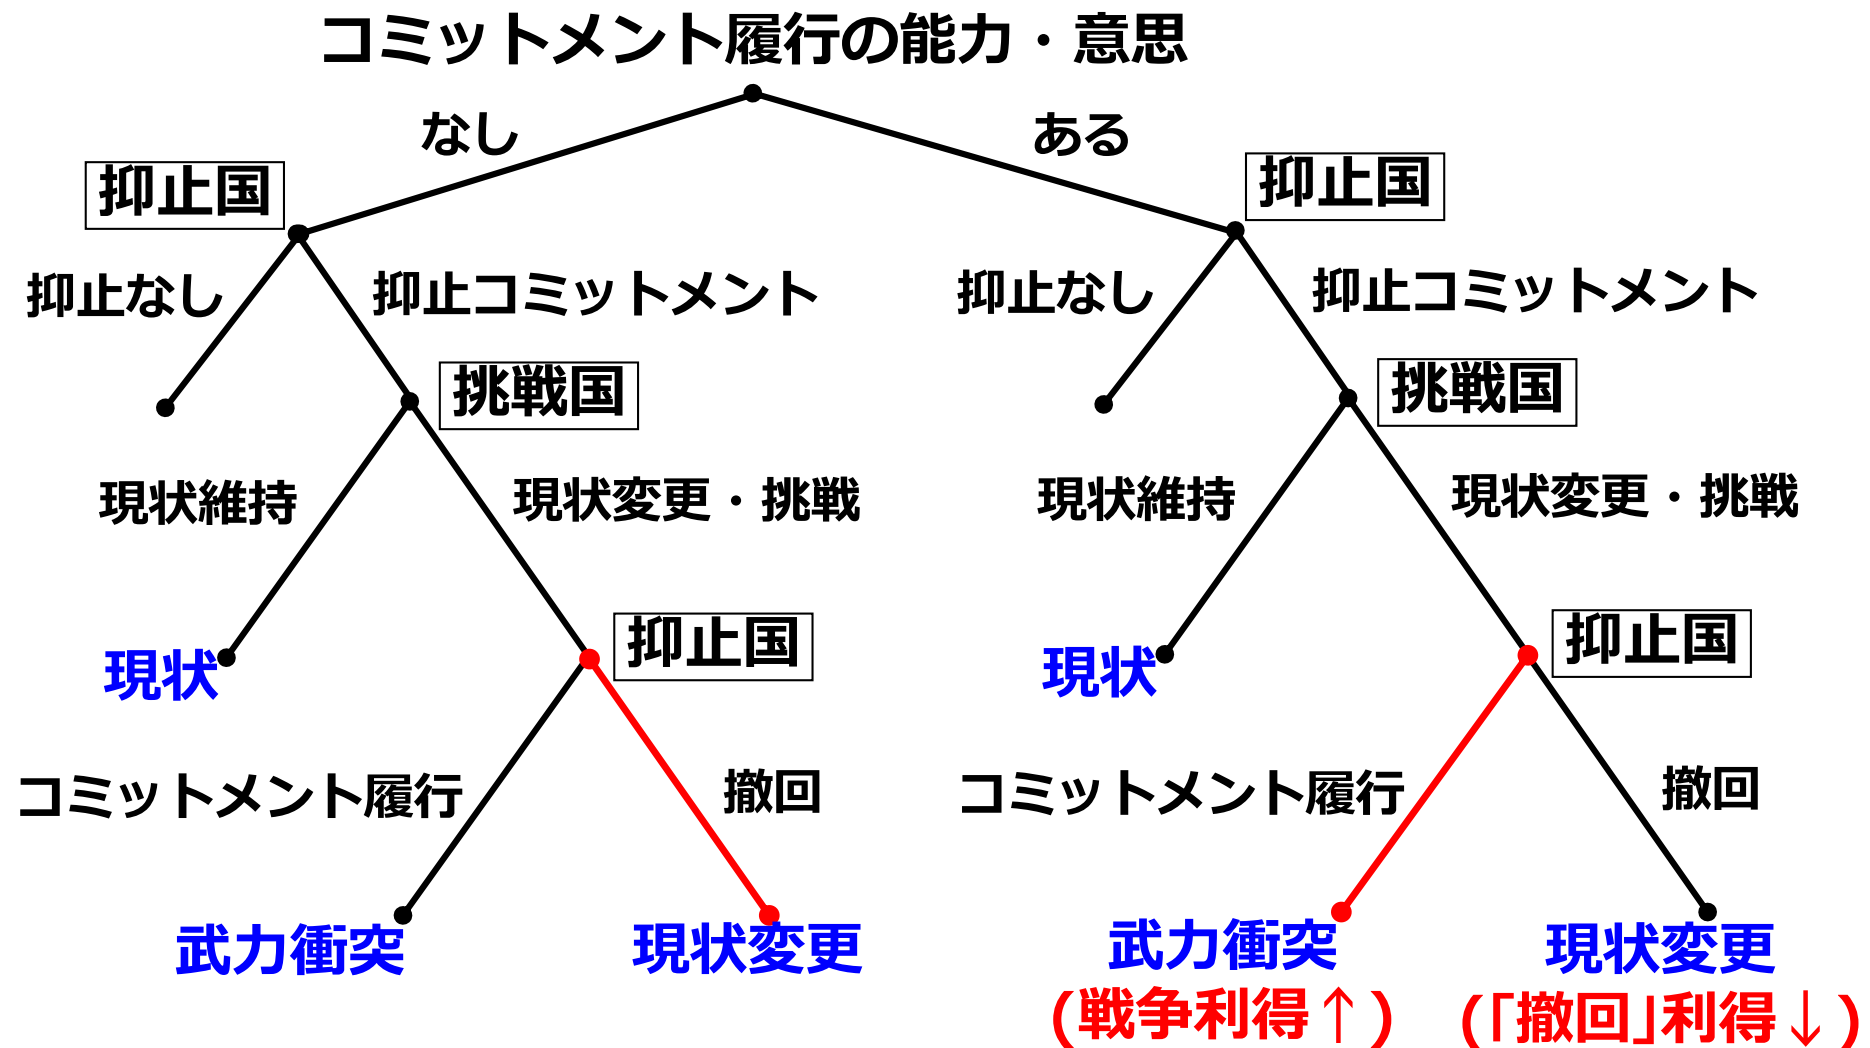 コミットメント履行の能力・意思
なし
ある
抑止国
抑止国
抑止なし
抑止コミットメント
抑止なし
抑止コミットメント
挑戦国
挑戦国
現状維持
現状変更・挑戦
現状維持
現状変更・挑戦
抑止国
抑止国
現状
現状
コミットメント履行
撤回
コミットメント履行
撤回
武力衝突
現状変更
武力衝突
現状変更
(戦争利得↑)
(「撤回」利得↓)